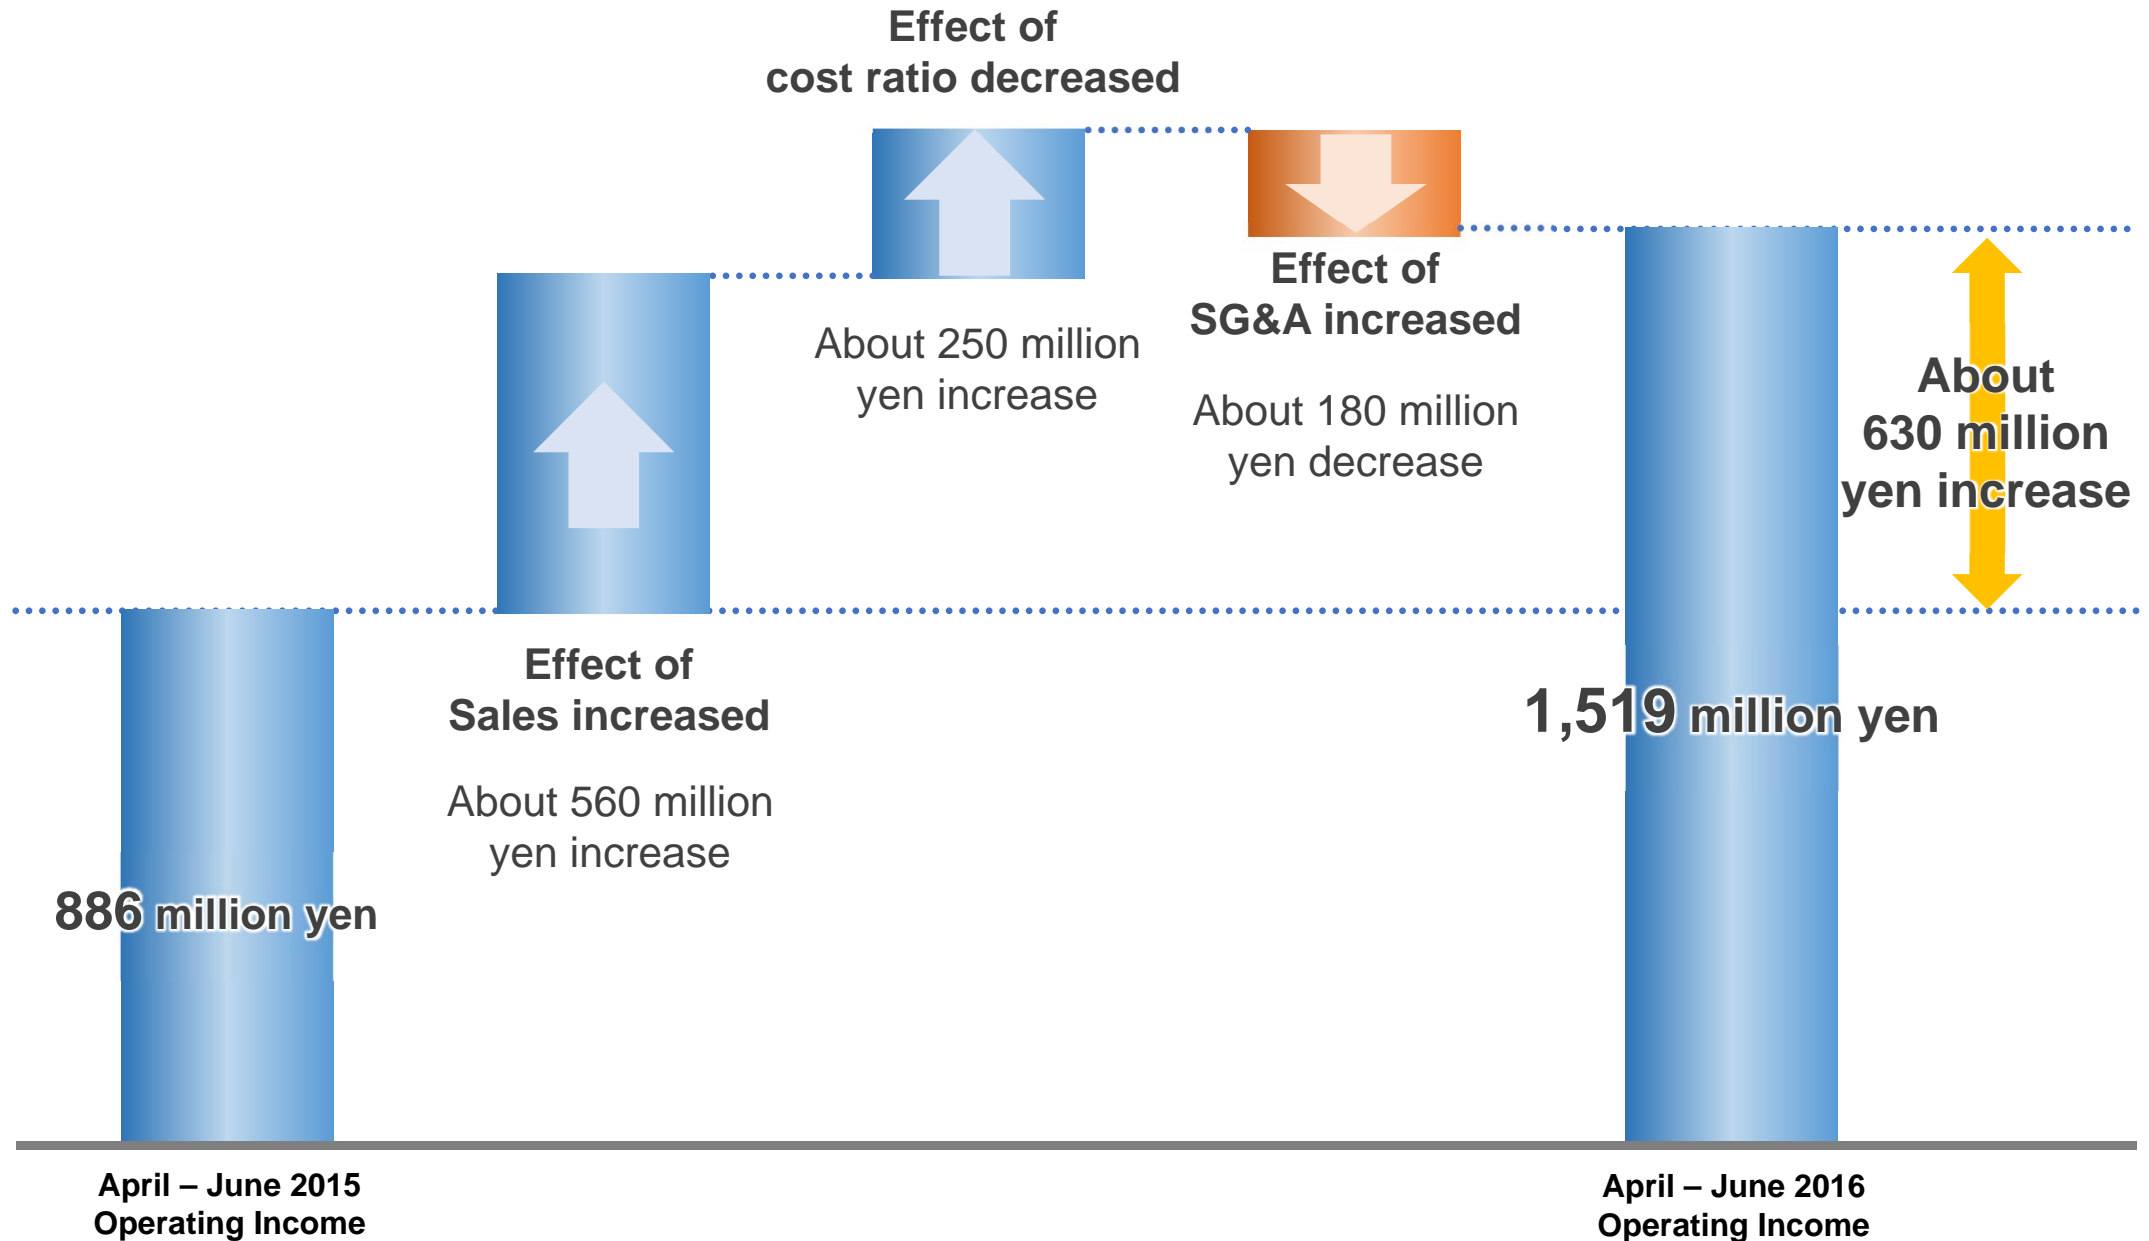 Effect of
cost ratio decreased
About 250 million
yen increase
Effect of
SG&A increased
About 180 million
yen decrease
About
630 million
yen increase
Effect of
Sales increased
About 560 million
yen increase
1,519 million yen
886 million yen
April – June 2015
Operating Income
April – June 2016
Operating Income